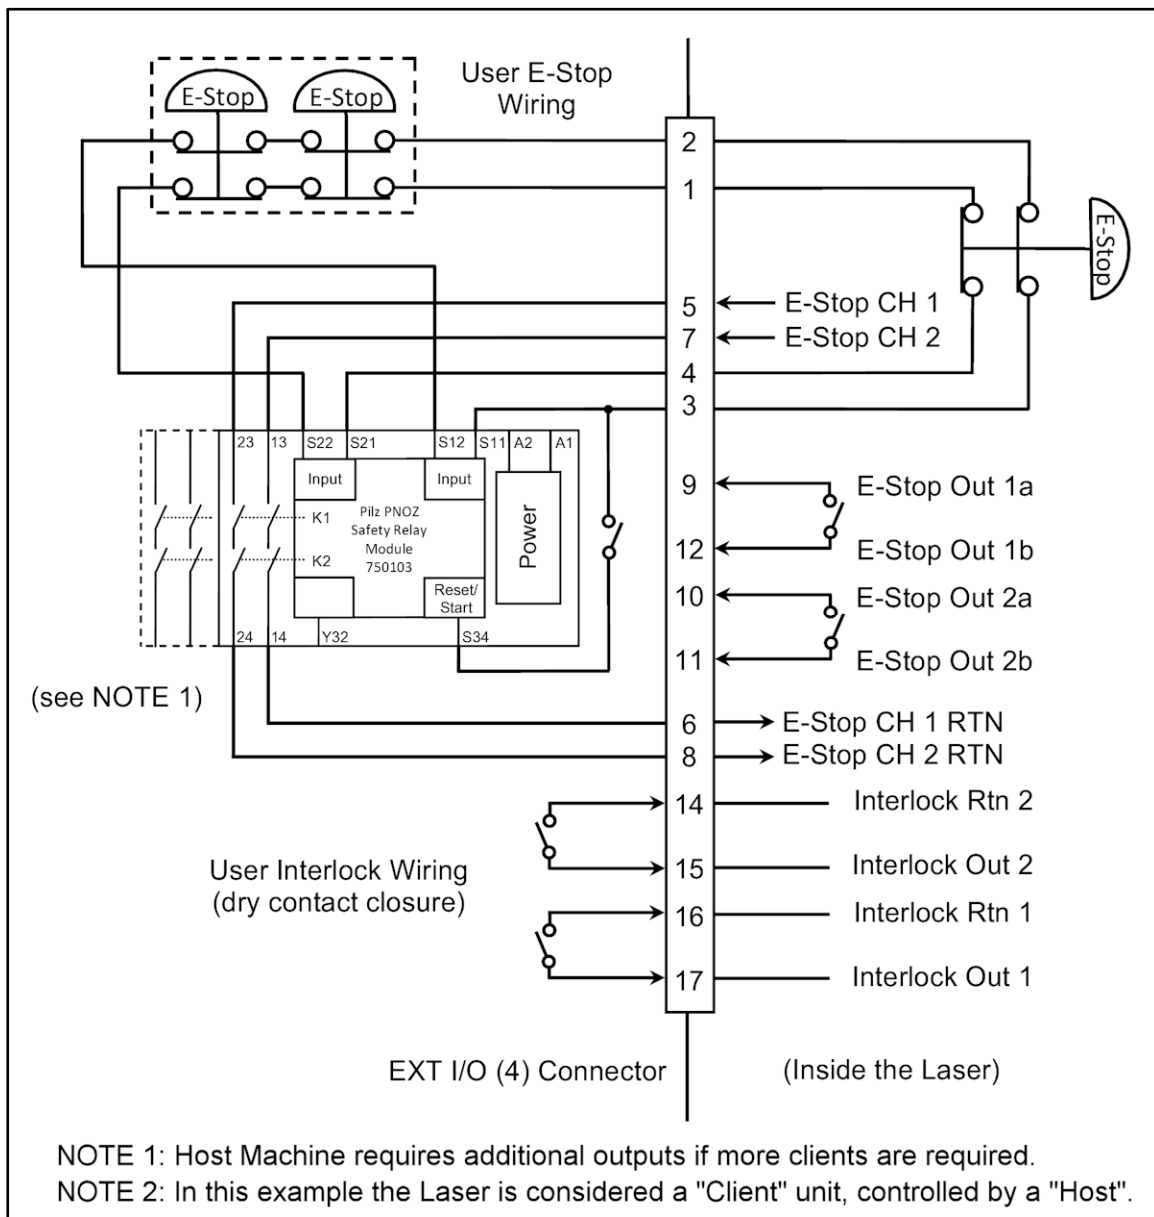 User E-Stop
Wiring
E-Stop
E-Stop
2
1
E-Stop
5
E-Stop CH 1
7
E-Stop CH 2
4
3
23
13
S22
S21
S12
S11
A2
A1
Input
Input
Pilz PNOZ
Safety Relay
Module
750103
K1
K2
Power
Reset/
Start
24
14
Y32
S34
9
E-Stop Out 1a
12
E-Stop Out 1b
10
E-Stop Out 2a
11
E-Stop Out 2b
(see NOTE 1)
6
E-Stop CH 1 RTN
8
E-Stop CH 2 RTN
14
Interlock Rtn 2
User Interlock Wiring
(dry contact closure)
15
Interlock Out 2
16
Interlock Rtn 1
17
Interlock Out 1
EXT I/O (4) Connector
(Inside the Laser)
NOTE 1: Host Machine requires additional outputs if more clients are required.
NOTE 2: In this example the Laser is considered a "Client" unit, controlled by a "Host".